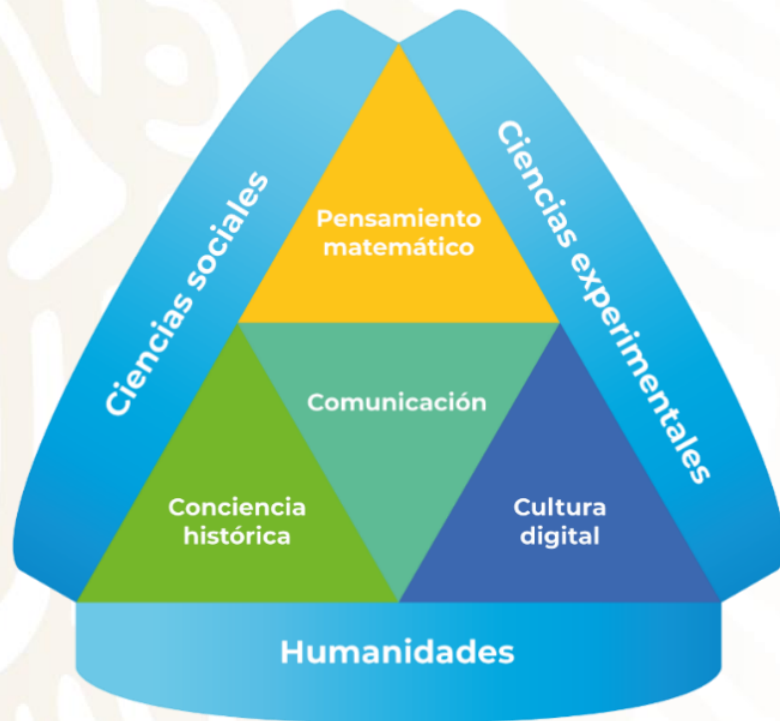 Ciencias sociales
Ciencias experimentales
Pensamiento
matemático
Comunicación
Conciencia
histórica
Cultura
digital
Humanidades